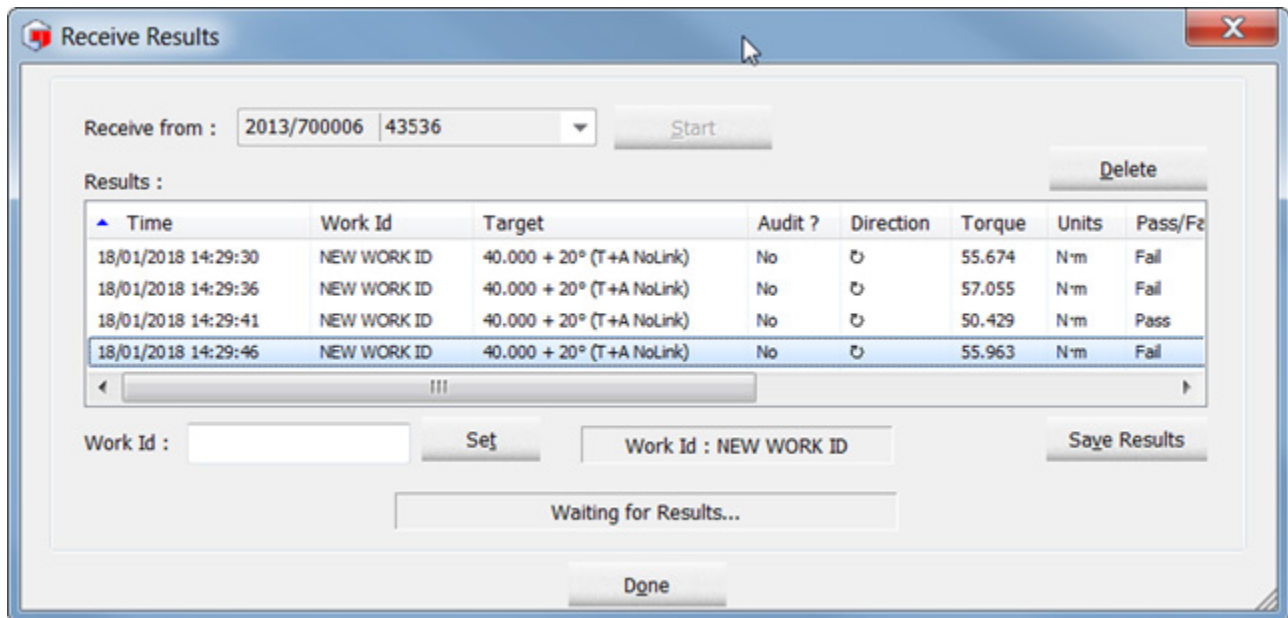 Receive Results
Receive from : 2013/700006 43536 Start
Delete
Results :
Time Work Id Target Audit ? Direction Torque Units Pass/Fa
18/01/2018 14:29:30 NEW WORK ID 40.000 + 20° (T+A NoLink) No ↻ 55.674 N·m Fail
18/01/2018 14:29:36 NEW WORK ID 40.000 + 20° (T+A NoLink) No ↻ 57.055 N·m Fail
18/01/2018 14:29:41 NEW WORK ID 40.000 + 20° (T+A NoLink) No ↻ 50.429 N·m Pass
18/01/2018 14:29:46 NEW WORK ID 40.000 + 20° (T+A NoLink) No ↻ 55.963 N·m Fail
Work Id : Set Work Id : NEW WORK ID Save Results
Waiting for Results...
Done